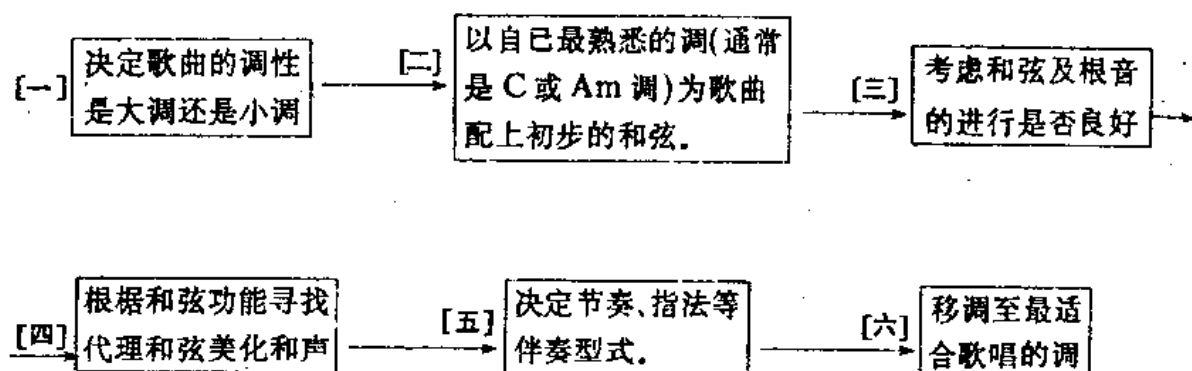 [一] 决定歌曲的调性
是大调还是小调
[二] 以自己最熟悉的调(通常
是 C 或 Am 调)为歌曲
配上初步的和弦.
[三] 考虑和弦及根音
的进行是否良好
[四] 根据和弦功能寻找
代理和弦美化和声
[五] 决定节奏、指法等
伴奏型式.
[六] 移调至最适
合歌唱的调